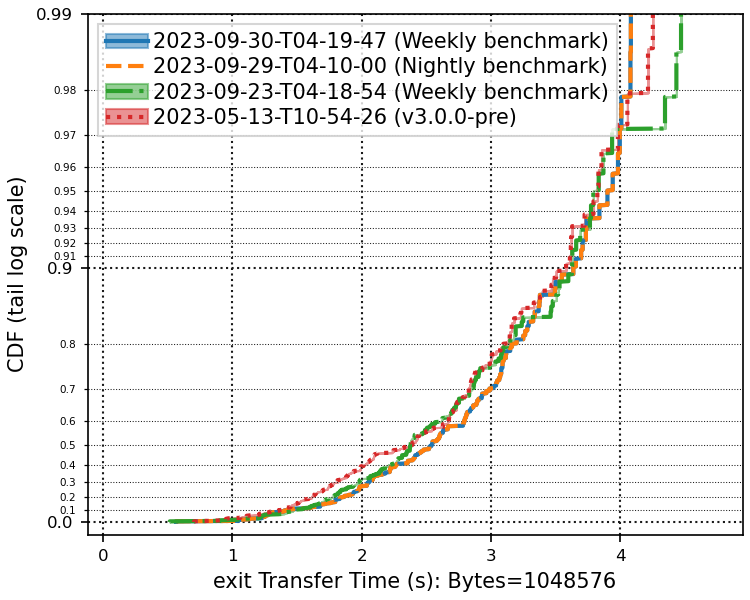 0.99
2023-09-30-T04-19-47 (Weekly benchmark)
2023-09-29-T04-10-00 (Nightly benchmark)
2023-09-23-T04-18-54 (Weekly benchmark)
2023-05-13-T10-54-26 (v3.0.0-pre)
0.98
0.97
0.96
0.95
0.94
0.93
0.92
0.91
0.9
0.8
0.7
0.6
0.5
0.4
0.3
0.2
0.1
0.0
CDF (tail log scale)
0 1 2 3 4
exit Transfer Time (s): Bytes=1048576